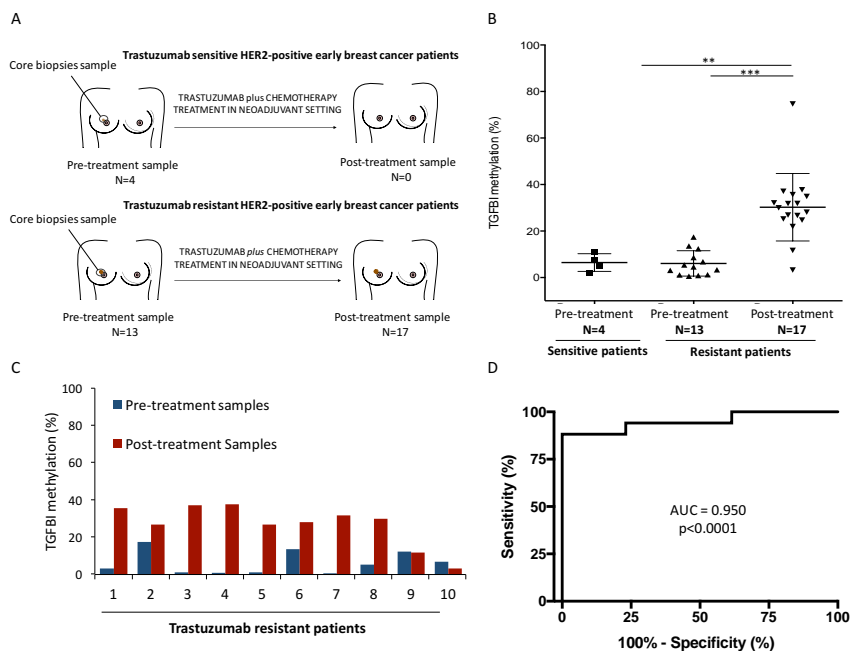 A
Trastuzumab sensitive HER2-positive early breast cancer patients
Core biopsies sample
TRASTUZUMAB plus CHEMOTHERAPY
TREATMENT IN NEOADJUVANT SETTING
Pre-treatment sample
N=4
Post-treatment sample
N=0
Trastuzumab resistant HER2-positive early breast cancer patients
Core biopsies sample
TRASTUZUMAB plus CHEMOTHERAPY
TREATMENT IN NEOADJUVANT SETTING
Pre-treatment sample
N=13
Post-treatment sample
N=17
B
TGFBI methylation (%)
100
80
60
40
20
0
**
***
Pre-treatment
N=4
Pre-treatment
N=13
Post-treatment
N=17
Sensitive patients
Resistant patients
C
TGFBI methylation (%)
100
80
60
40
20
0
Pre-treatment samples
Post-treatment Samples
1 2 3 4 5 6 7 8 9 10
Trastuzumab resistant patients
D
Sensitivity (%)
100
75
50
25
0
AUC = 0.950
p<0.0001
0 25 50 75 100
100% - Specificity (%)